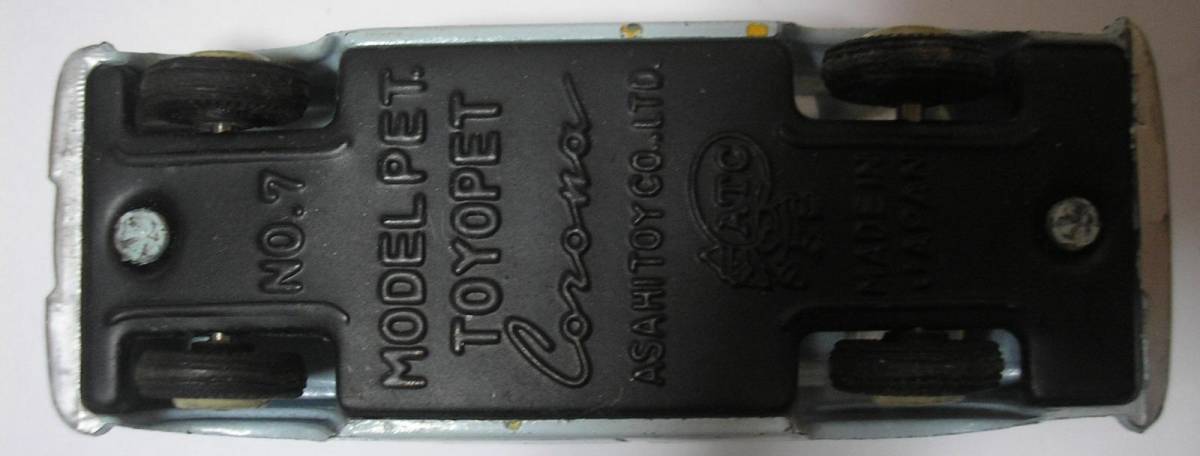 NO.7
MODEL PET.
TOYOPET
Corona
ASAHI TOY CO., LTD.
ATC
MADE IN
JAPAN